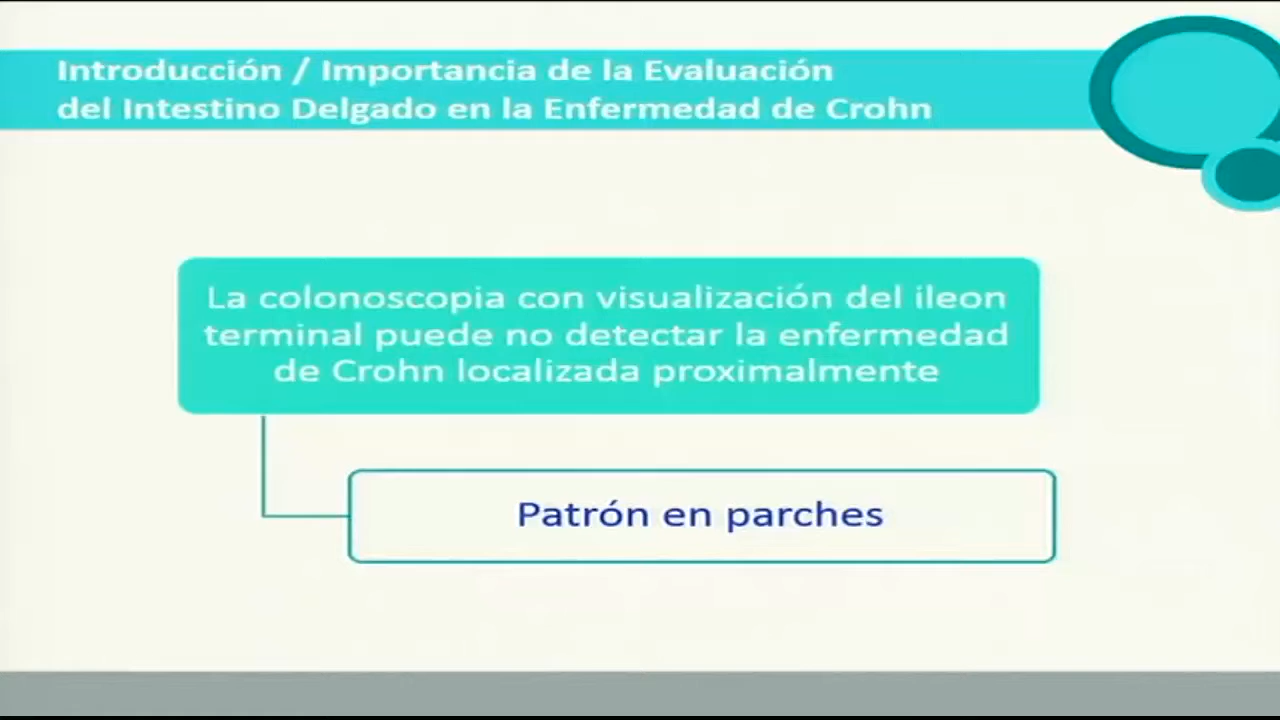 Introducción / Importancia de la Evaluación
del Intestino Delgado en la Enfermedad de Crohn
La colonoscopia con visualización del ileon
terminal puede no detectar la enfermedad
de Crohn localizada proximalmente
Patrón en parches